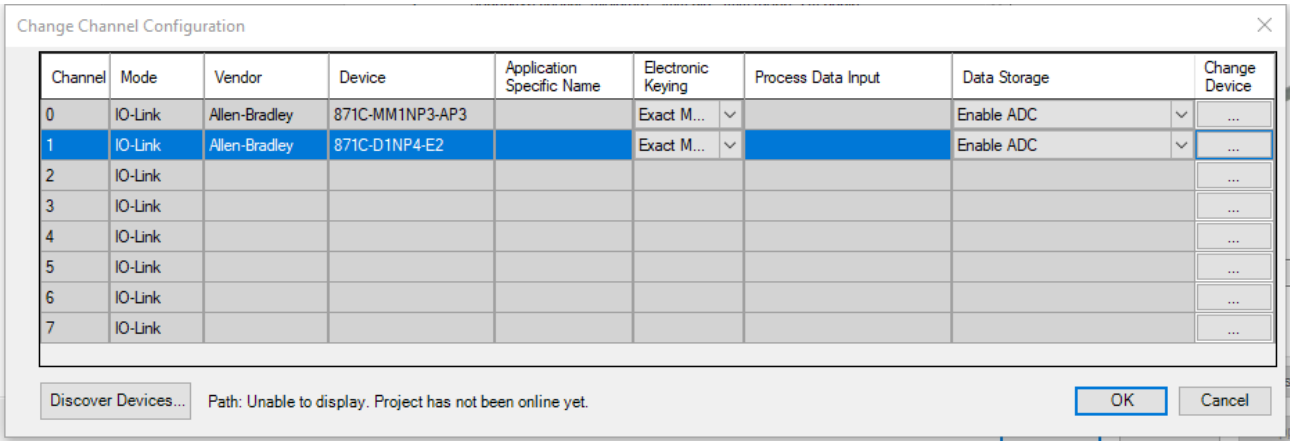 Change Channel Configuration
Channel Mode Vendor Device Application Specific Name Electronic Keying Process Data Input Data Storage Change Device
0 IO-Link Allen-Bradley 871C-MM1NP3-AP3 Exact M... Enable ADC ...
1 IO-Link Allen-Bradley 871C-D1NP4-E2 Exact M... Enable ADC ...
2 IO-Link ...
3 IO-Link ...
4 IO-Link ...
5 IO-Link ...
6 IO-Link ...
7 IO-Link ...
Discover Devices... Path: Unable to display. Project has not been online yet. OK Cancel